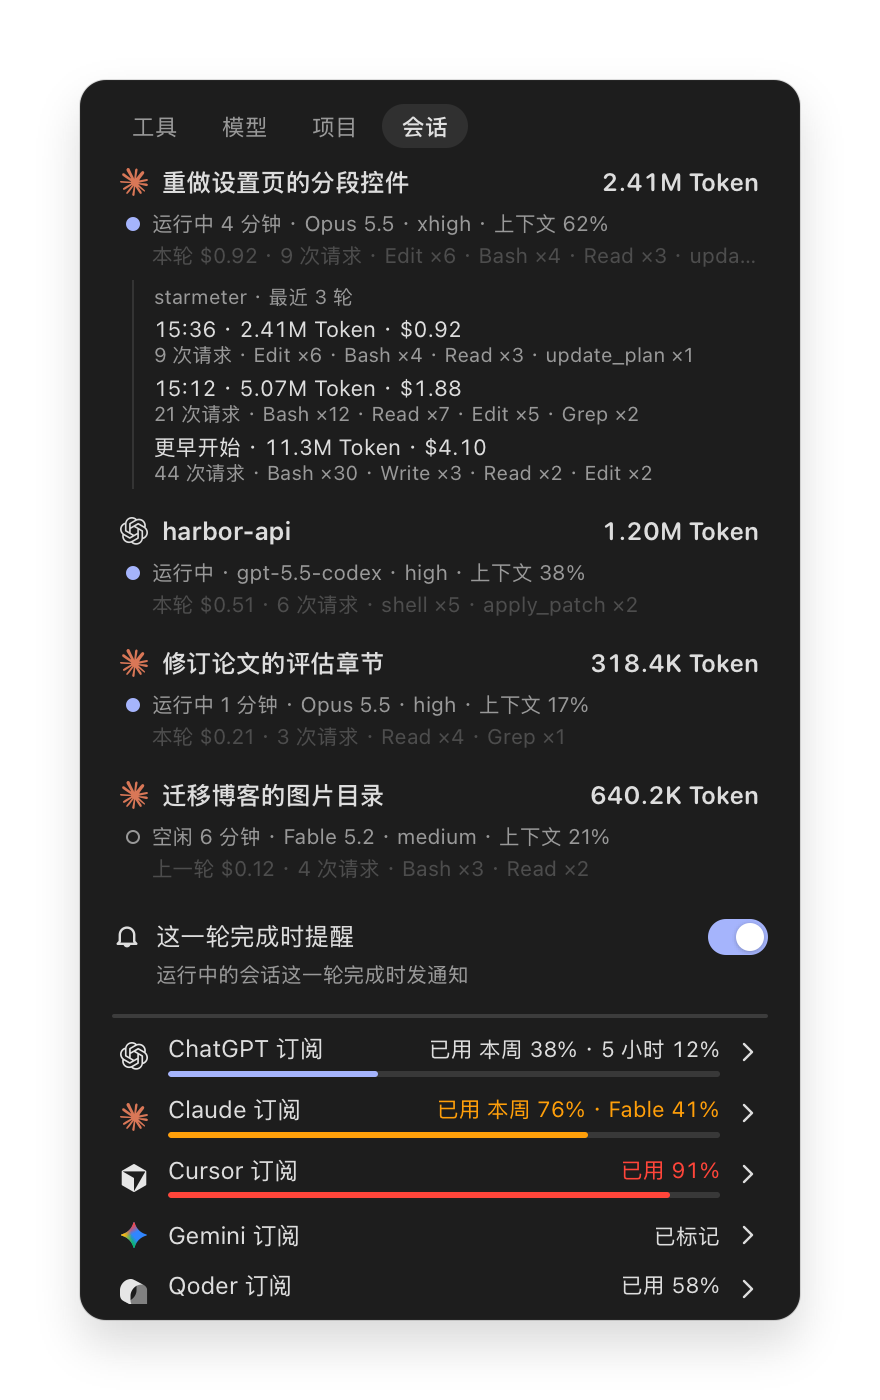 工具 模型 项目 会话
重做设置页的分段控件 2.41M Token
运行中 4 分钟 · Opus 5.5 · xhigh · 上下文 62%
本轮 $0.92 · 9 次请求 · Edit ×6 · Bash ×4 · Read ×3 · upda…
starmeter · 最近 3 轮
15:36 · 2.41M Token · $0.92
9 次请求 · Edit ×6 · Bash ×4 · Read ×3 · update_plan ×1
15:12 · 5.07M Token · $1.88
21 次请求 · Bash ×12 · Read ×7 · Edit ×5 · Grep ×2
更早开始 · 11.3M Token · $4.10
44 次请求 · Bash ×30 · Write ×3 · Read ×2 · Edit ×2
harbor-api 1.20M Token
运行中 · gpt-5.5-codex · high · 上下文 38%
本轮 $0.51 · 6 次请求 · shell ×5 · apply_patch ×2
修订论文的评估章节 318.4K Token
运行中 1 分钟 · Opus 5.5 · high · 上下文 17%
本轮 $0.21 · 3 次请求 · Read ×4 · Grep ×1
迁移博客的图片目录 640.2K Token
空闲 6 分钟 · Fable 5.2 · medium · 上下文 21%
上一轮 $0.12 · 4 次请求 · Bash ×3 · Read ×2
这一轮完成时提醒
运行中的会话这一轮完成时发通知
ChatGPT 订阅 已用 本周 38% · 5 小时 12%
Claude 订阅 已用 本周 76% · Fable 41%
Cursor 订阅 已用 91%
Gemini 订阅 已标记
Qoder 订阅 已用 58%